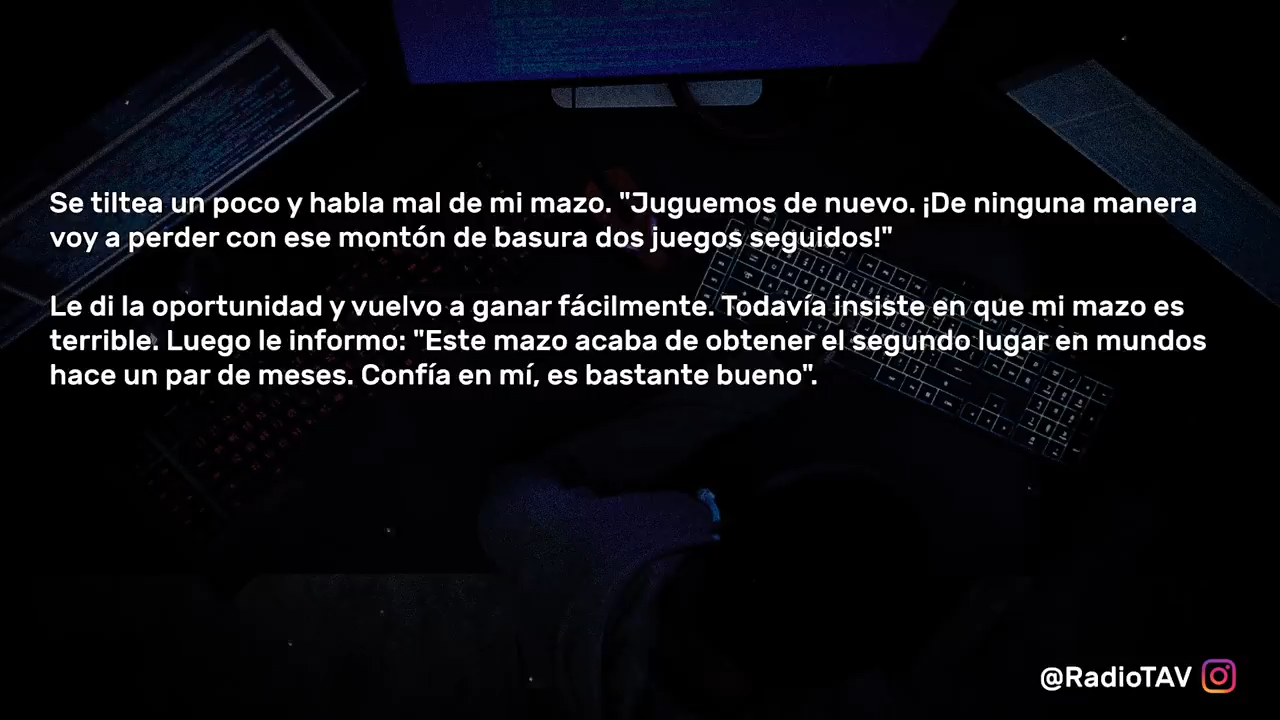 Se tiltea un poco y habla mal de mi mazo. "Juguemos de nuevo. ¡De ninguna manera
voy a perder con ese montón de basura dos juegos seguidos!"
Le di la oportunidad y vuelvo a ganar fácilmente. Todavía insiste en que mi mazo es
terrible. Luego le informo: "Este mazo acaba de obtener el segundo lugar en mundos
hace un par de meses. Confía en mí, es bastante bueno".
@RadioTAV